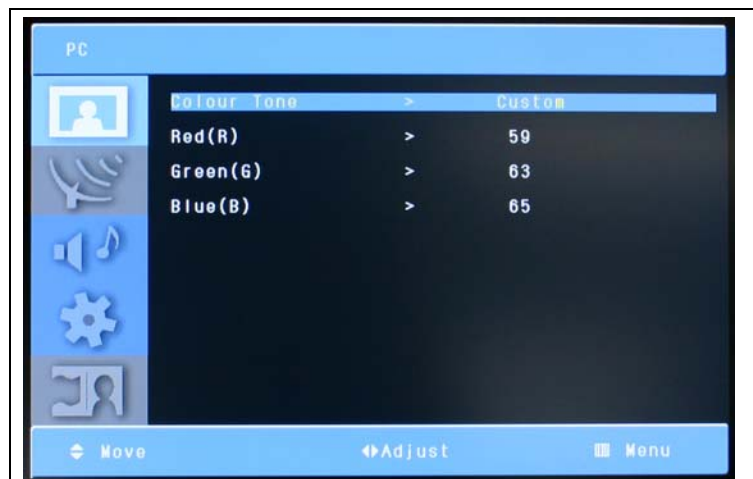 PC
Colour Tone > Custom
Red(R) > 59
Green(G) > 63
Blue(B) > 65
Move Adjust Menu